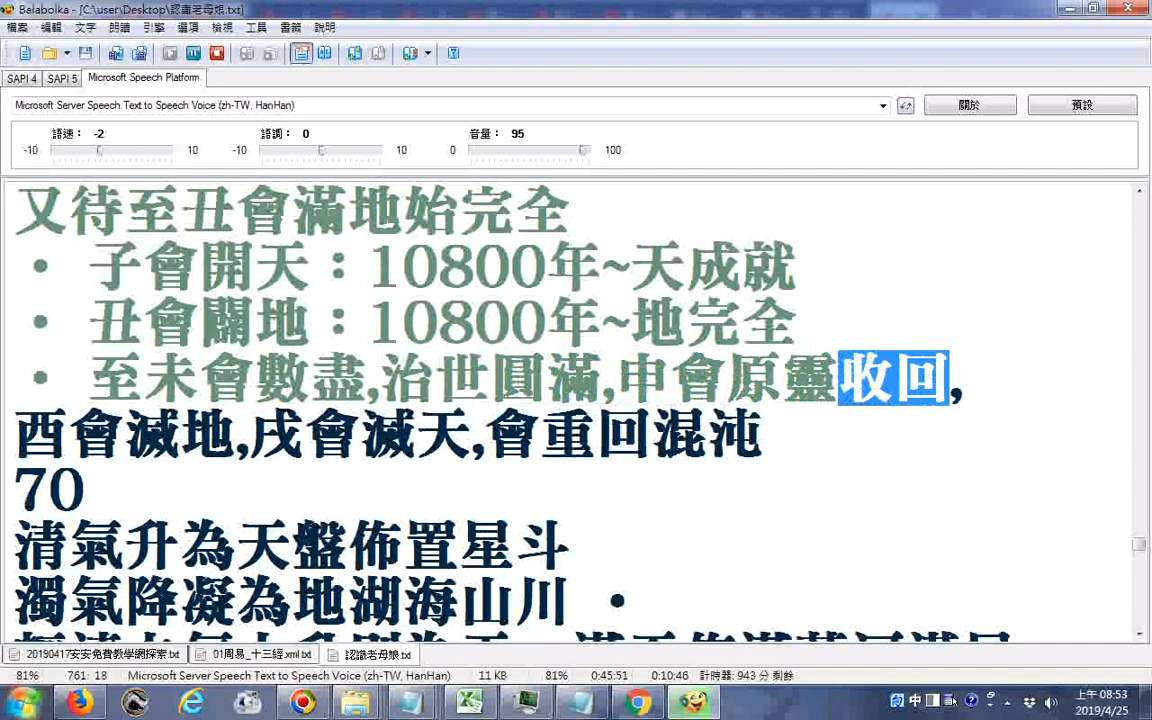 Balabolka - [C:\user\Desktop\認識老母娘.txt]
檔案 編輯 文字 朗讀 引擎 選項 檢視 工具 書籤 說明
SAPI 4 SAPI 5 Microsoft Speech Platform
Microsoft Server Speech Text to Speech Voice (zh-TW, HanHan) 關於 預設
語速： -2 語調： 0 音量： 95
-10 10 -10 10 0 100
又待至丑會滿地始完全
• 子會開天：10800年~天成就
• 丑會闢地：10800年~地完全
• 至未會數盡,治世圓滿,申會原靈收回,
酉會滅地,戌會滅天,會重回混沌
70
清氣升為天盤佈置星斗
濁氣降凝為地湖海山川 •
20190417安安免費教學網探索.txt 01周易_十三經.xml.txt 認識老母娘.txt
81% 761: 18 Microsoft Server Speech Text to Speech Voice (zh-TW, HanHan) 11 KB 81% 0:45:51 0:10:46 計時器: 943 分 剩餘
中 上午 08:53
2019/4/25